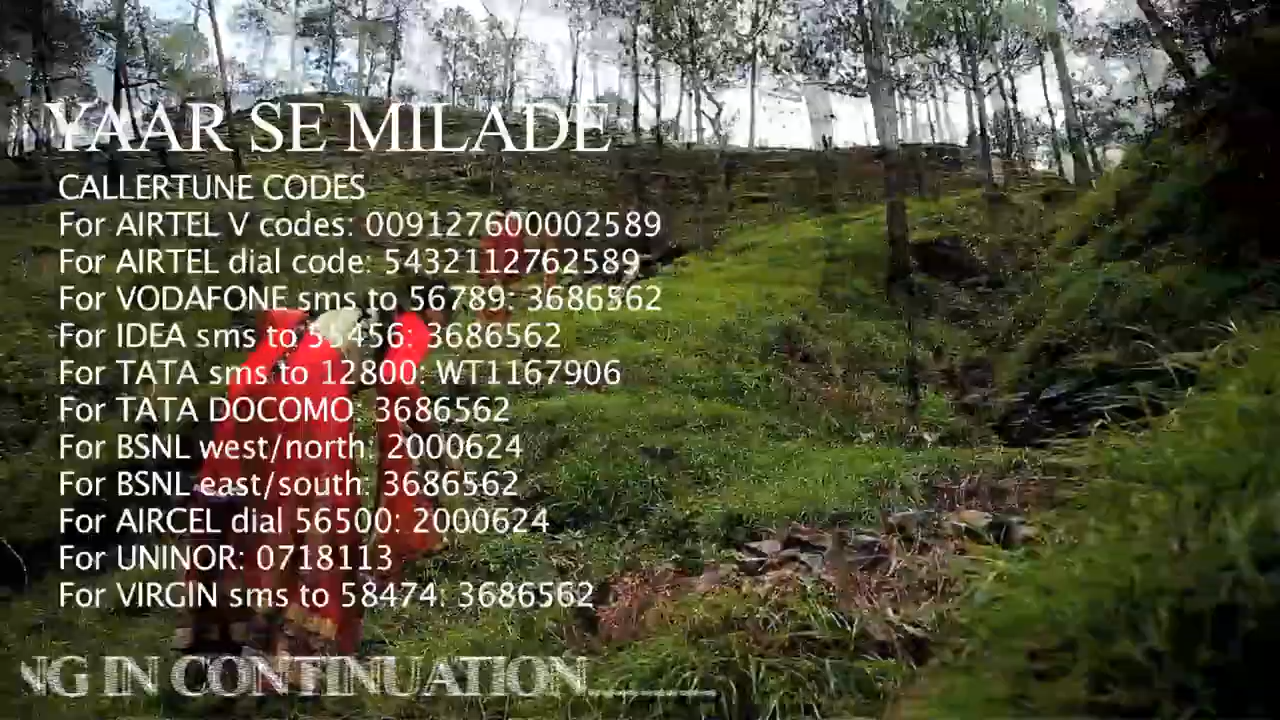 YAAR SE MILADE
CALLERTUNE CODES
For AIRTEL V codes: 009127600002589
For AIRTEL dial code: 5432112762589
For VODAFONE sms to 56789: 3686562
For IDEA sms to 55456: 3686562
For TATA sms to 12800: WT1167906
For TATA DOCOMO: 3686562
For BSNL west/north: 2000624
For BSNL east/south: 3686562
For AIRCEL dial 56500: 2000624
For UNINOR: 0718113
For VIRGIN sms to 58474: 3686562
NG IN CONTINUATION..........